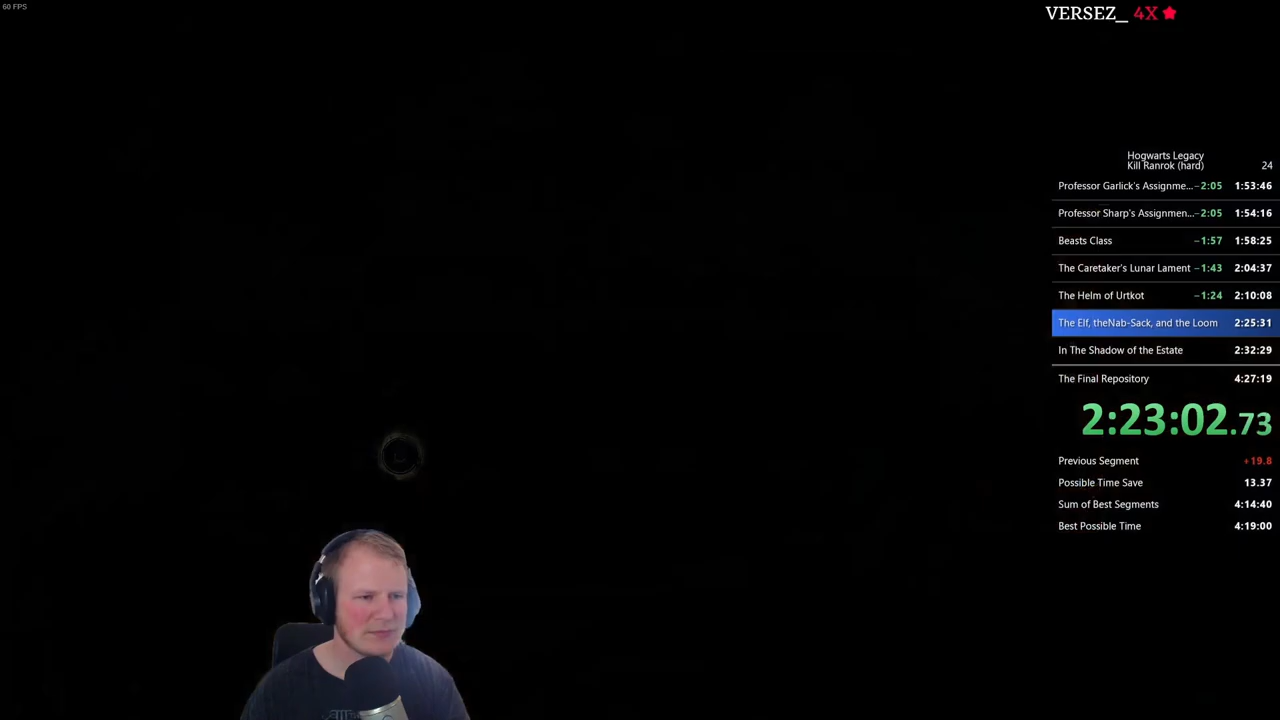 60 FPS
VERSEZ_ 4X
Hogwarts Legacy
Kill Ranrok (hard) 24
Professor Garlick's Assignme... −2:05 1:53:46
Professor Sharp's Assignmen... −2:05 1:54:16
Beasts Class −1:57 1:58:25
The Caretaker's Lunar Lament −1:43 2:04:37
The Helm of Urtkot −1:24 2:10:08
The Elf, theNab-Sack, and the Loom 2:25:31
In The Shadow of the Estate 2:32:29
The Final Repository 4:27:19
2:23:02.73
Previous Segment +19.8
Possible Time Save 13.37
Sum of Best Segments 4:14:40
Best Possible Time 4:19:00